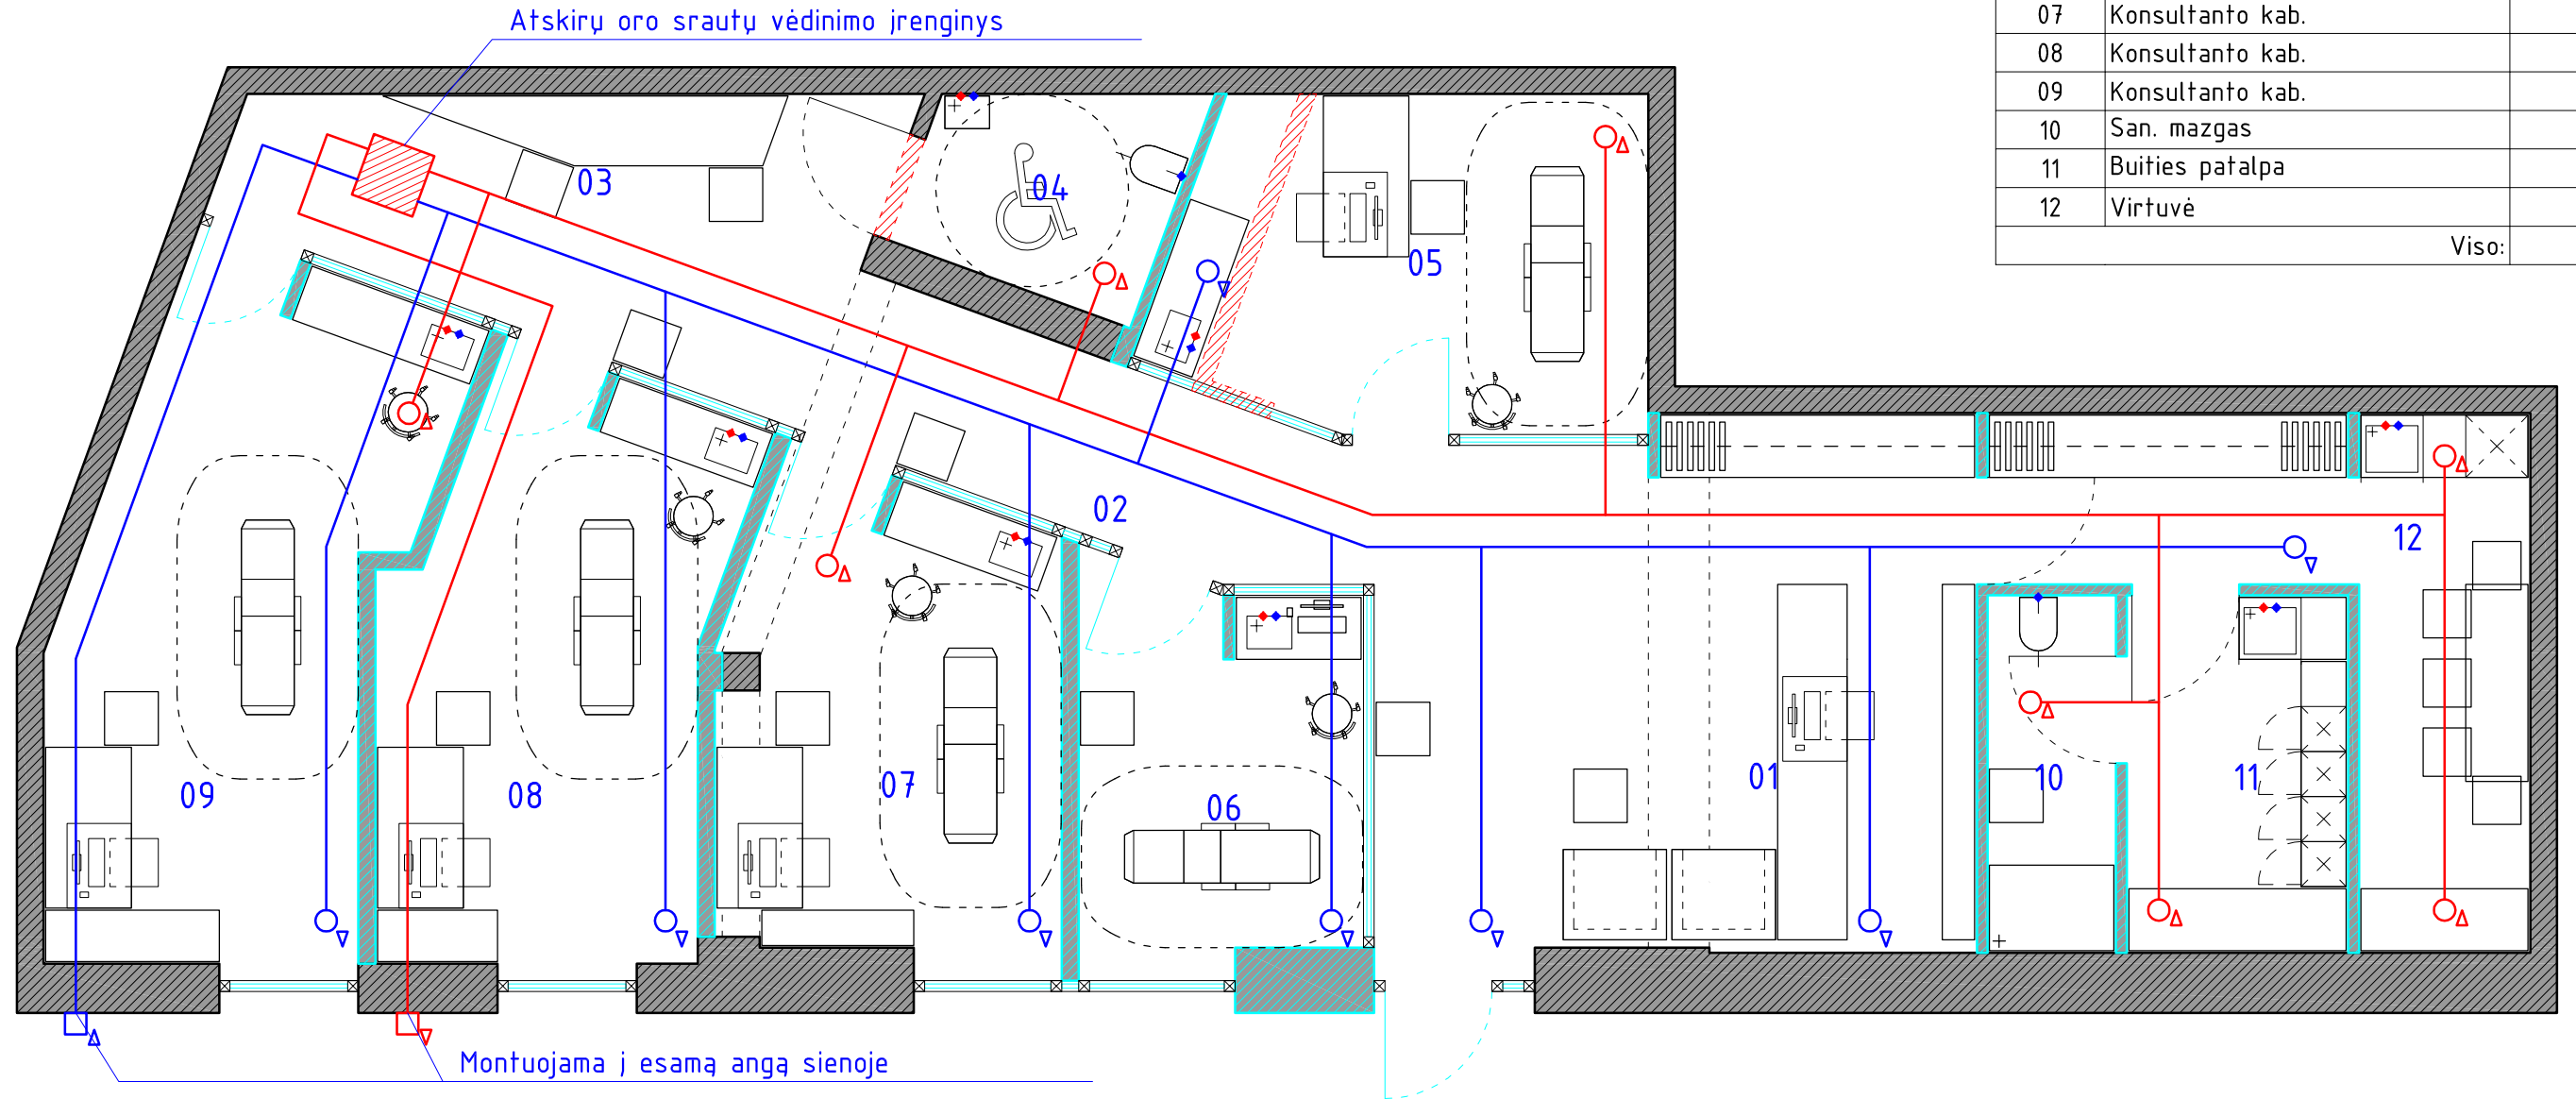 Atskirų oro srautų vėdinimo įrenginys
07 Konsultanto kab.
08 Konsultanto kab.
09 Konsultanto kab.
10 San. mazgas
11 Buities patalpa
12 Virtuvė
Viso:
03
04
05
02
12
09
08
07
06
01
10
11
Montuojama į esamą angą sienoje